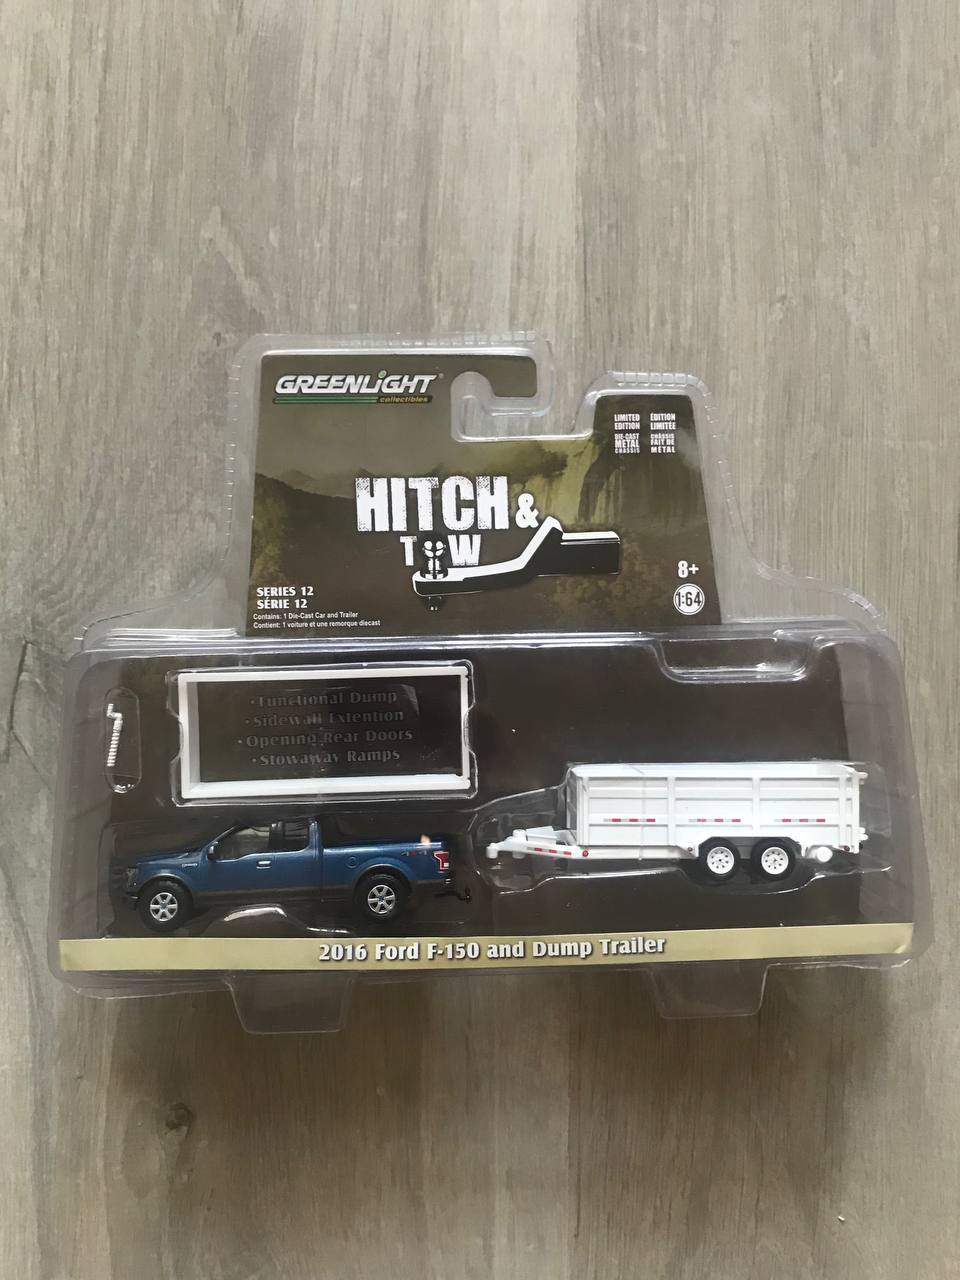 GREENLiGHT®
collectibles
LIMITED EDITION
DIE-CAST METAL CHASSIS
ÉDITION LIMITÉE
CHÂSSIS FAIT DE MÉTAL
HITCH &
TOW
8+
1:64
SERIES 12
SÉRIE 12
Contains: 1 Die-Cast Car and Trailer
Contient: 1 voiture et une remorque diecast
• Functional Dump
• Sidewall Extention
• Opening Rear Doors
• Stowaway Ramps
2016 Ford F-150 and Dump Trailer